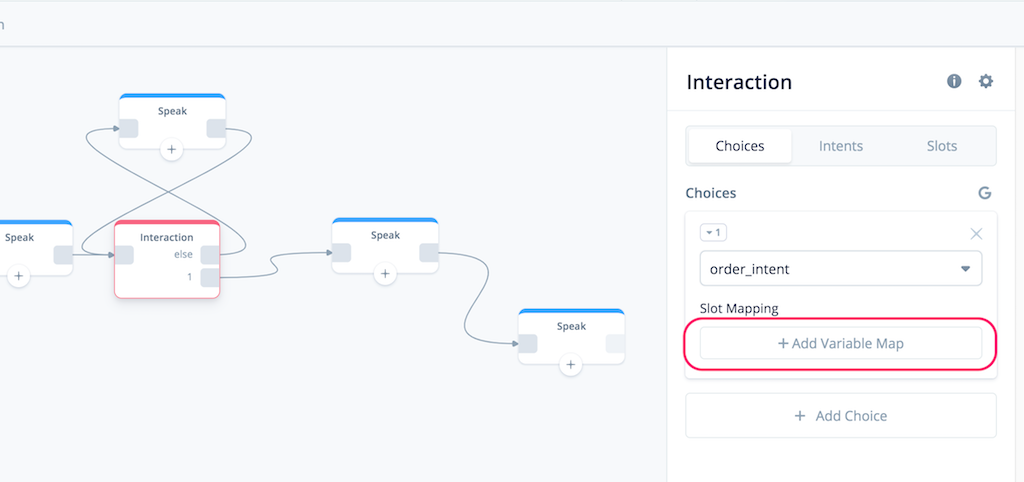 Speak
Speak
Interaction
else
1
Speak
Speak
Interaction
Choices Intents Slots
Choices
1
order_intent
Slot Mapping
+ Add Variable Map
+ Add Choice